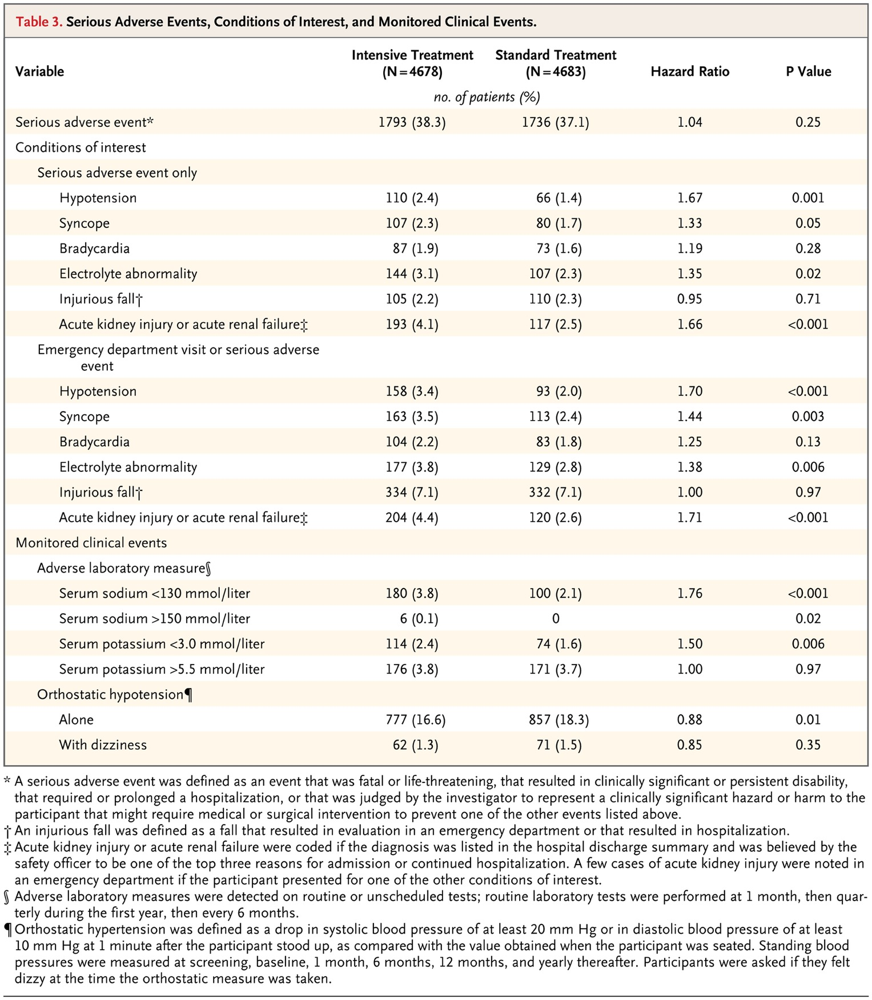 Table 3. Serious Adverse Events, Conditions of Interest, and Monitored Clinical Events.
Variable Intensive Treatment (N=4678) Standard Treatment (N=4683) Hazard Ratio P Value
no. of patients (%)
Serious adverse event* 1793 (38.3) 1736 (37.1) 1.04 0.25
Conditions of interest
Serious adverse event only
Hypotension 110 (2.4) 66 (1.4) 1.67 0.001
Syncope 107 (2.3) 80 (1.7) 1.33 0.05
Bradycardia 87 (1.9) 73 (1.6) 1.19 0.28
Electrolyte abnormality 144 (3.1) 107 (2.3) 1.35 0.02
Injurious fall† 105 (2.2) 110 (2.3) 0.95 0.71
Acute kidney injury or acute renal failure‡ 193 (4.1) 117 (2.5) 1.66 <0.001
Emergency department visit or serious adverse
event
Hypotension 158 (3.4) 93 (2.0) 1.70 <0.001
Syncope 163 (3.5) 113 (2.4) 1.44 0.003
Bradycardia 104 (2.2) 83 (1.8) 1.25 0.13
Electrolyte abnormality 177 (3.8) 129 (2.8) 1.38 0.006
Injurious fall† 334 (7.1) 332 (7.1) 1.00 0.97
Acute kidney injury or acute renal failure‡ 204 (4.4) 120 (2.6) 1.71 <0.001
Monitored clinical events
Adverse laboratory measure§
Serum sodium <130 mmol/liter 180 (3.8) 100 (2.1) 1.76 <0.001
Serum sodium >150 mmol/liter 6 (0.1) 0 0.02
Serum potassium <3.0 mmol/liter 114 (2.4) 74 (1.6) 1.50 0.006
Serum potassium >5.5 mmol/liter 176 (3.8) 171 (3.7) 1.00 0.97
Orthostatic hypotension¶
Alone 777 (16.6) 857 (18.3) 0.88 0.01
With dizziness 62 (1.3) 71 (1.5) 0.85 0.35
* A serious adverse event was defined as an event that was fatal or life-threatening, that resulted in clinically significant or persistent disability,
that required or prolonged a hospitalization, or that was judged by the investigator to represent a clinically significant hazard or harm to the
participant that might require medical or surgical intervention to prevent one of the other events listed above.
† An injurious fall was defined as a fall that resulted in evaluation in an emergency department or that resulted in hospitalization.
‡ Acute kidney injury or acute renal failure were coded if the diagnosis was listed in the hospital discharge summary and was believed by the
safety officer to be one of the top three reasons for admission or continued hospitalization. A few cases of acute kidney injury were noted in
an emergency department if the participant presented for one of the other conditions of interest.
§ Adverse laboratory measures were detected on routine or unscheduled tests; routine laboratory tests were performed at 1 month, then quar-
terly during the first year, then every 6 months.
¶ Orthostatic hypertension was defined as a drop in systolic blood pressure of at least 20 mm Hg or in diastolic blood pressure of at least
10 mm Hg at 1 minute after the participant stood up, as compared with the value obtained when the participant was seated. Standing blood
pressures were measured at screening, baseline, 1 month, 6 months, 12 months, and yearly thereafter. Participants were asked if they felt
dizzy at the time the orthostatic measure was taken.